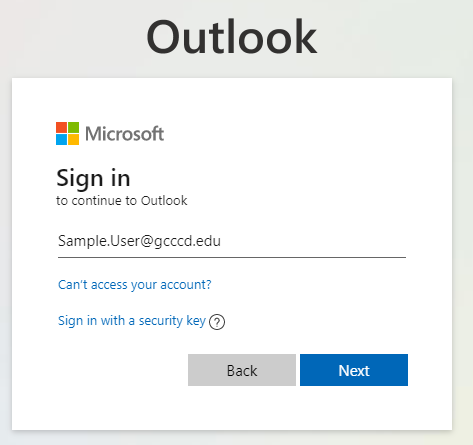 Outlook
Microsoft
Sign in
to continue to Outlook
Sample.User@gcccd.edu
Can't access your account?
Sign in with a security key ?
Back Next